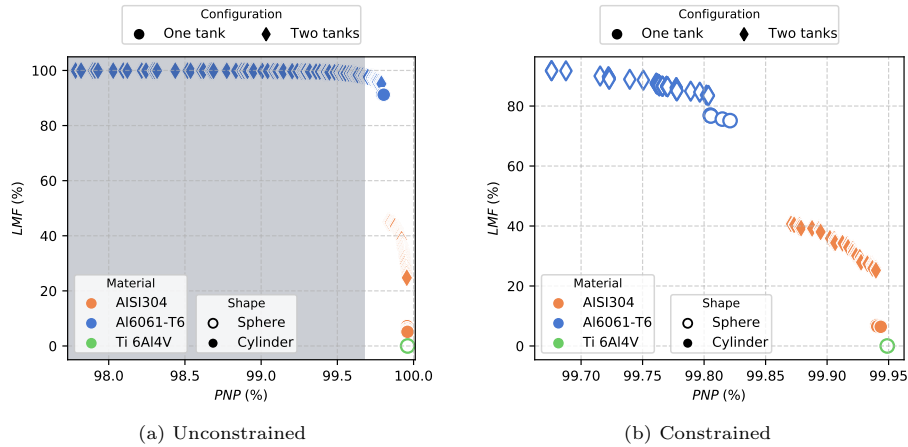 Configuration
One tank Two tanks
100
80
60
40
20
0
LMF (%)
98.0 98.5 99.0 99.5 100.0
PNP (%)
Material
AISI304
Al6061-T6
Ti 6Al4V
Shape
Sphere
Cylinder
(a) Unconstrained
Configuration
One tank Two tanks
80
60
40
20
0
LMF (%)
99.70 99.75 99.80 99.85 99.90 99.95
PNP (%)
Material
AISI304
Al6061-T6
Ti 6Al4V
Shape
Sphere
Cylinder
(b) Constrained